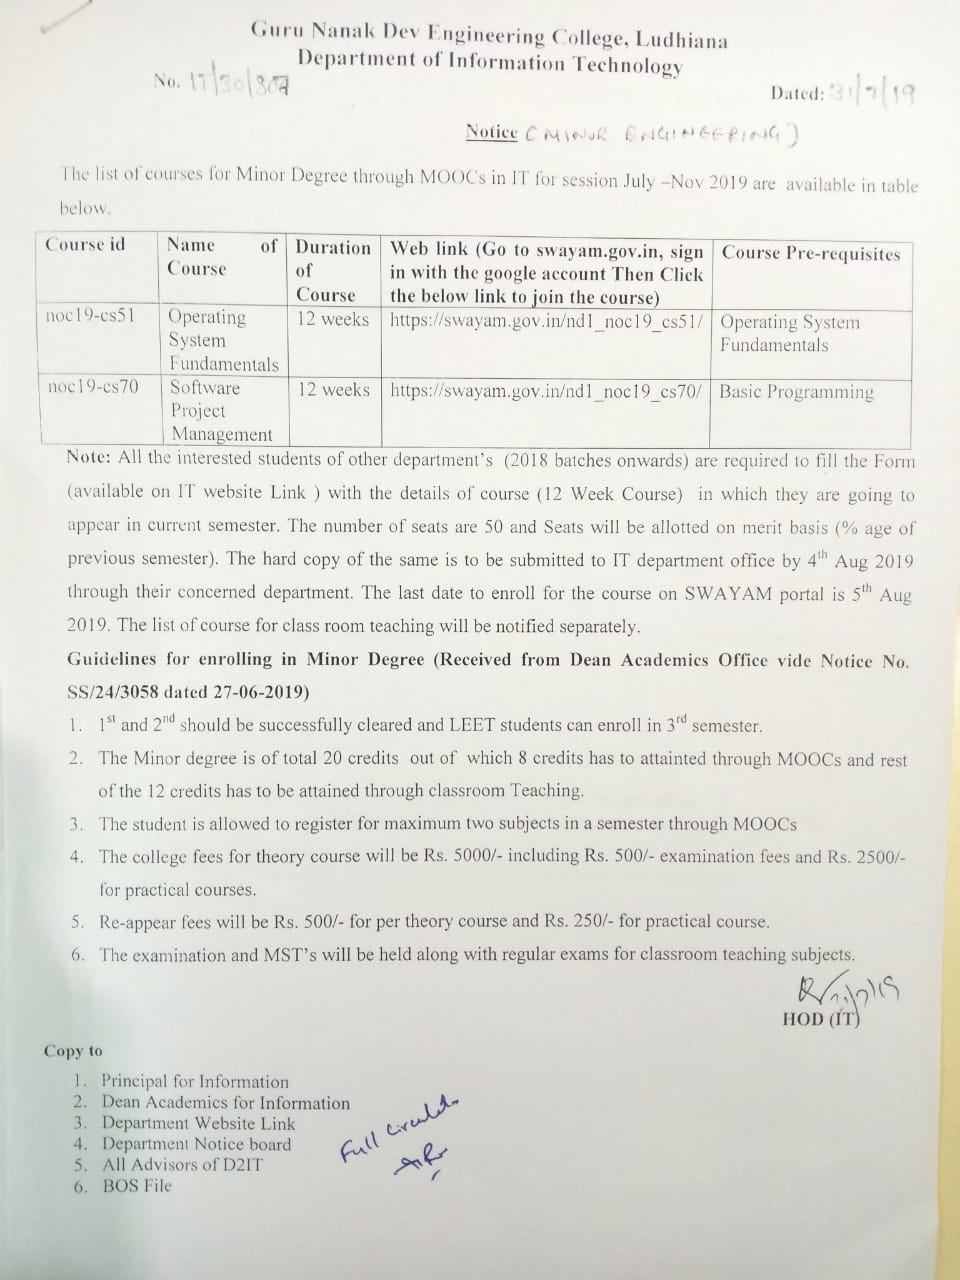 Guru Nanak Dev Engineering College, Ludhiana
Department of Information Technology
No. IT/30/307
Dated: 31/7/19
Notice (MINOR ENGINEERING)
The list of courses for Minor Degree through MOOCs in IT for session July –Nov 2019 are available in table
below.
Course id
Name of
Course
Duration
of
Course
Web link (Go to swayam.gov.in, sign
in with the google account Then Click
the below link to join the course)
Course Pre-requisites
noc19-cs51
Operating
System
Fundamentals
12 weeks
https://swayam.gov.in/nd1_noc19_cs51/
Operating System
Fundamentals
noc19-cs70
Software
Project
Management
12 weeks
https://swayam.gov.in/nd1_noc19_cs70/
Basic Programming
Note: All the interested students of other department's (2018 batches onwards) are required to fill the Form
(available on IT website Link ) with the details of course (12 Week Course) in which they are going to
appear in current semester. The number of seats are 50 and Seats will be allotted on merit basis (% age of
previous semester). The hard copy of the same is to be submitted to IT department office by 4th Aug 2019
through their concerned department. The last date to enroll for the course on SWAYAM portal is 5th Aug
2019. The list of course for class room teaching will be notified separately.
Guidelines for enrolling in Minor Degree (Received from Dean Academics Office vide Notice No.
SS/24/3058 dated 27-06-2019)
1. 1st and 2nd should be successfully cleared and LEET students can enroll in 3rd semester.
2. The Minor degree is of total 20 credits out of which 8 credits has to attainted through MOOCs and rest
of the 12 credits has to be attained through classroom Teaching.
3. The student is allowed to register for maximum two subjects in a semester through MOOCs
4. The college fees for theory course will be Rs. 5000/- including Rs. 500/- examination fees and Rs. 2500/-
for practical courses.
5. Re-appear fees will be Rs. 500/- for per theory course and Rs. 250/- for practical course.
6. The examination and MST's will be held along with regular exams for classroom teaching subjects.
HOD (IT)
Copy to
1. Principal for Information
2. Dean Academics for Information
3. Department Website Link
4. Department Notice board
5. All Advisors of D2IT
6. BOS File
Full